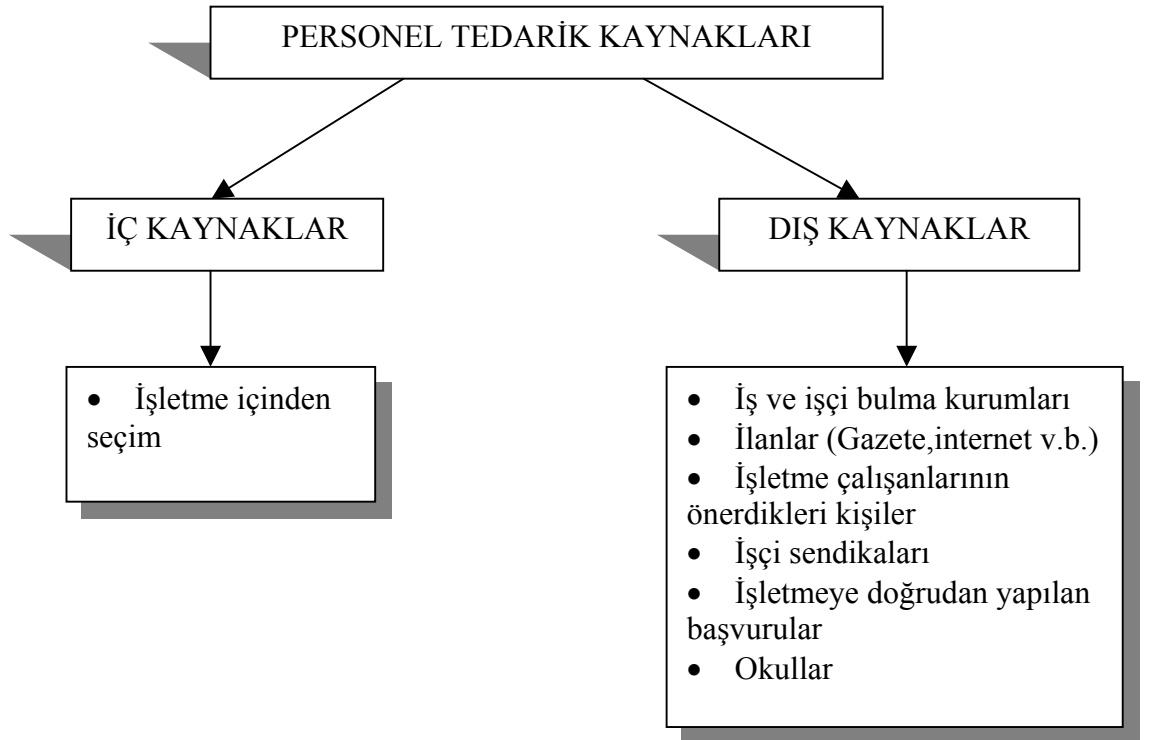 PERSONEL TEDARİK KAYNAKLARI
İÇ KAYNAKLAR
• İşletme içinden
seçim
DIŞ KAYNAKLAR
• İş ve işçi bulma kurumları
• İlanlar (Gazete,internet v.b.)
• İşletme çalışanlarının
önerdikleri kişiler
• İşçi sendikaları
• İşletmeye doğrudan yapılan
başvurular
• Okullar